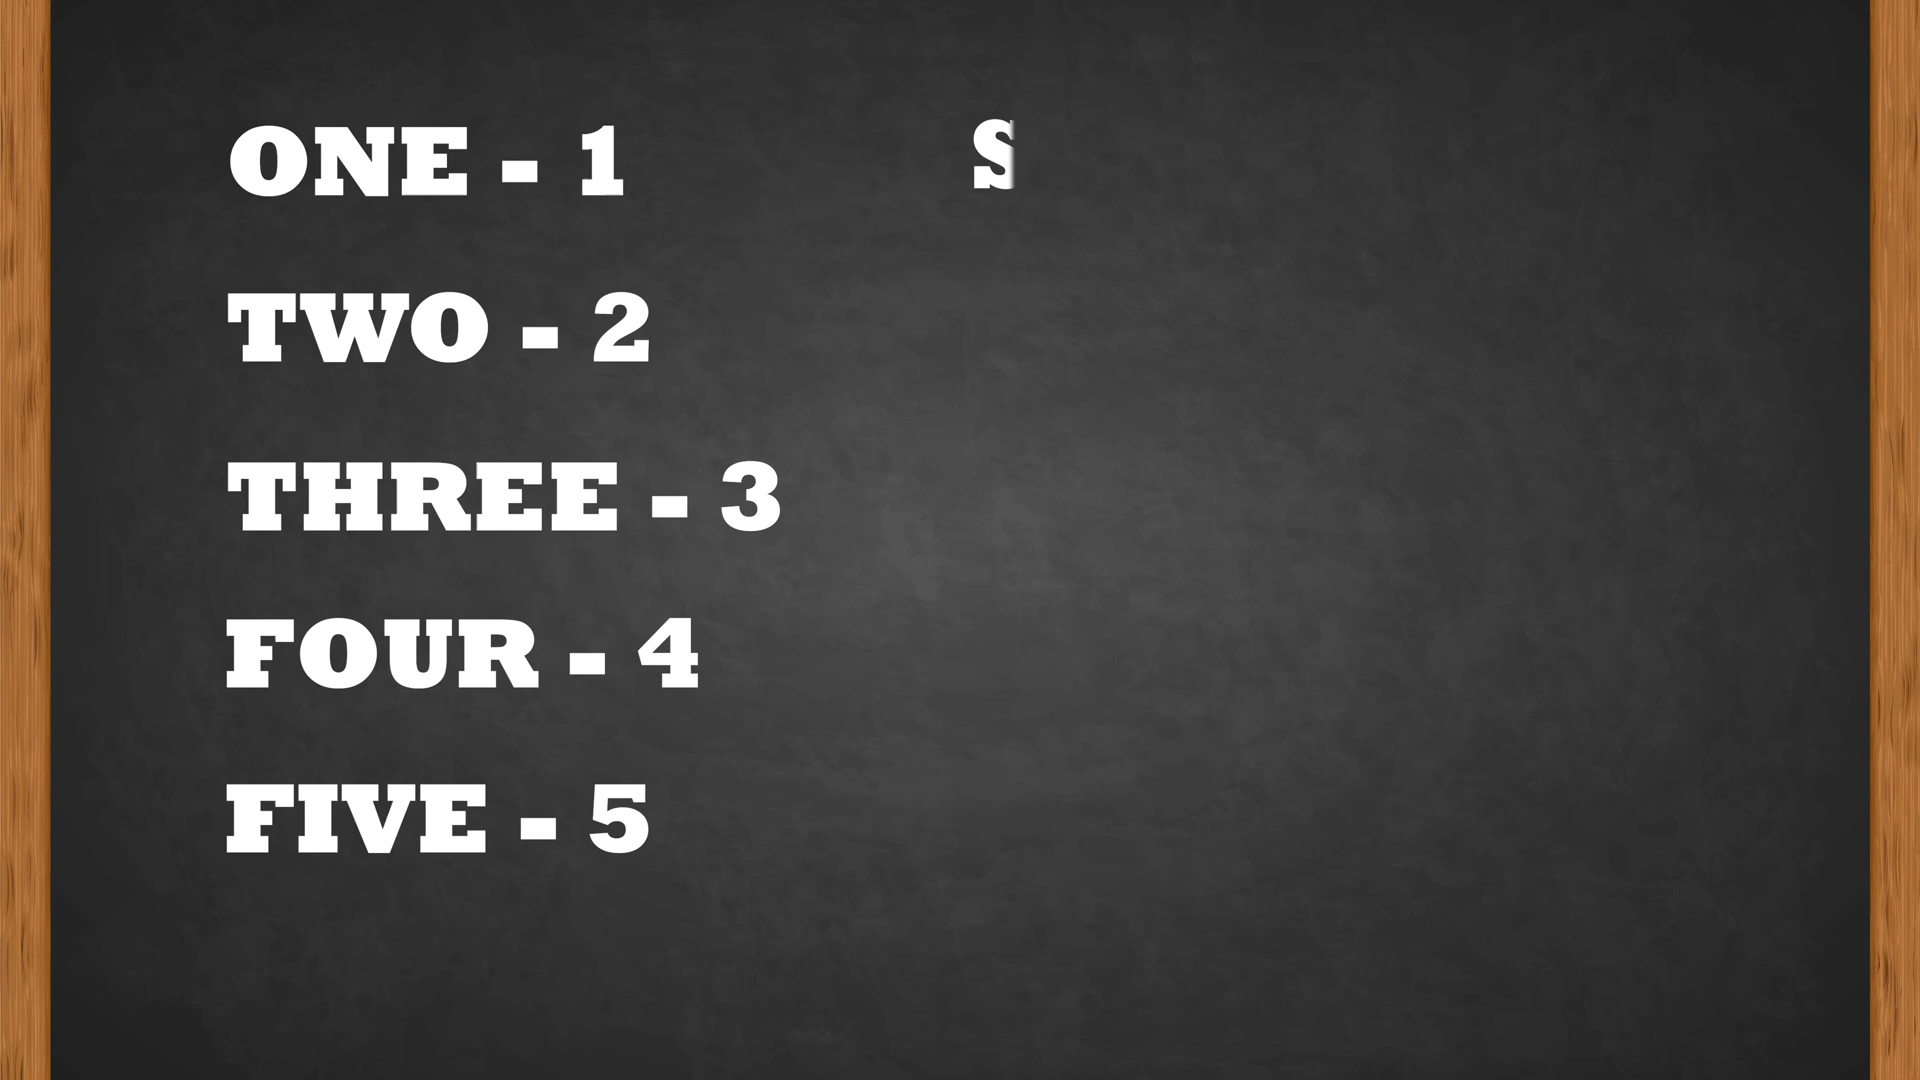 ONE - 1
TWO - 2
THREE - 3
FOUR - 4
FIVE - 5
S